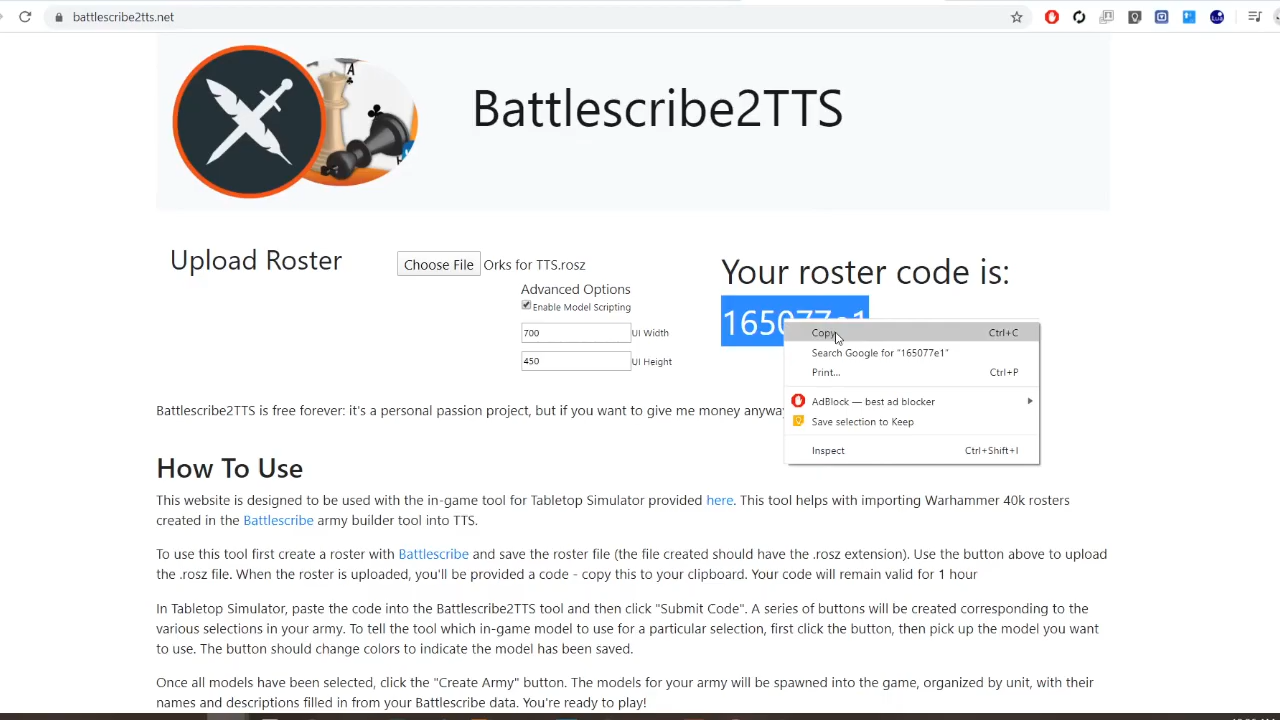 battlescribe2tts.net
Battlescribe2TTS
Upload Roster
Choose File Orks for TTS.rosz
Advanced Options
Enable Model Scripting
700 UI Width
450 UI Height
Your roster code is:
165077e1
Copy Ctrl+C
Search Google for "165077e1"
Print... Ctrl+P
AdBlock — best ad blocker
Save selection to Keep
Inspect Ctrl+Shift+I
Battlescribe2TTS is free forever: it's a personal passion project, but if you want to give me money anyway
How To Use
This website is designed to be used with the in-game tool for Tabletop Simulator provided here. This tool helps with importing Warhammer 40k rosters
created in the Battlescribe army builder tool into TTS.
To use this tool first create a roster with Battlescribe and save the roster file (the file created should have the .rosz extension). Use the button above to upload
the .rosz file. When the roster is uploaded, you'll be provided a code - copy this to your clipboard. Your code will remain valid for 1 hour
In Tabletop Simulator, paste the code into the Battlescribe2TTS tool and then click "Submit Code". A series of buttons will be created corresponding to the
various selections in your army. To tell the tool which in-game model to use for a particular selection, first click the button, then pick up the model you want
to use. The button should change colors to indicate the model has been saved.
Once all models have been selected, click the "Create Army" button. The models for your army will be spawned into the game, organized by unit, with their
names and descriptions filled in from your Battlescribe data. You're ready to play!